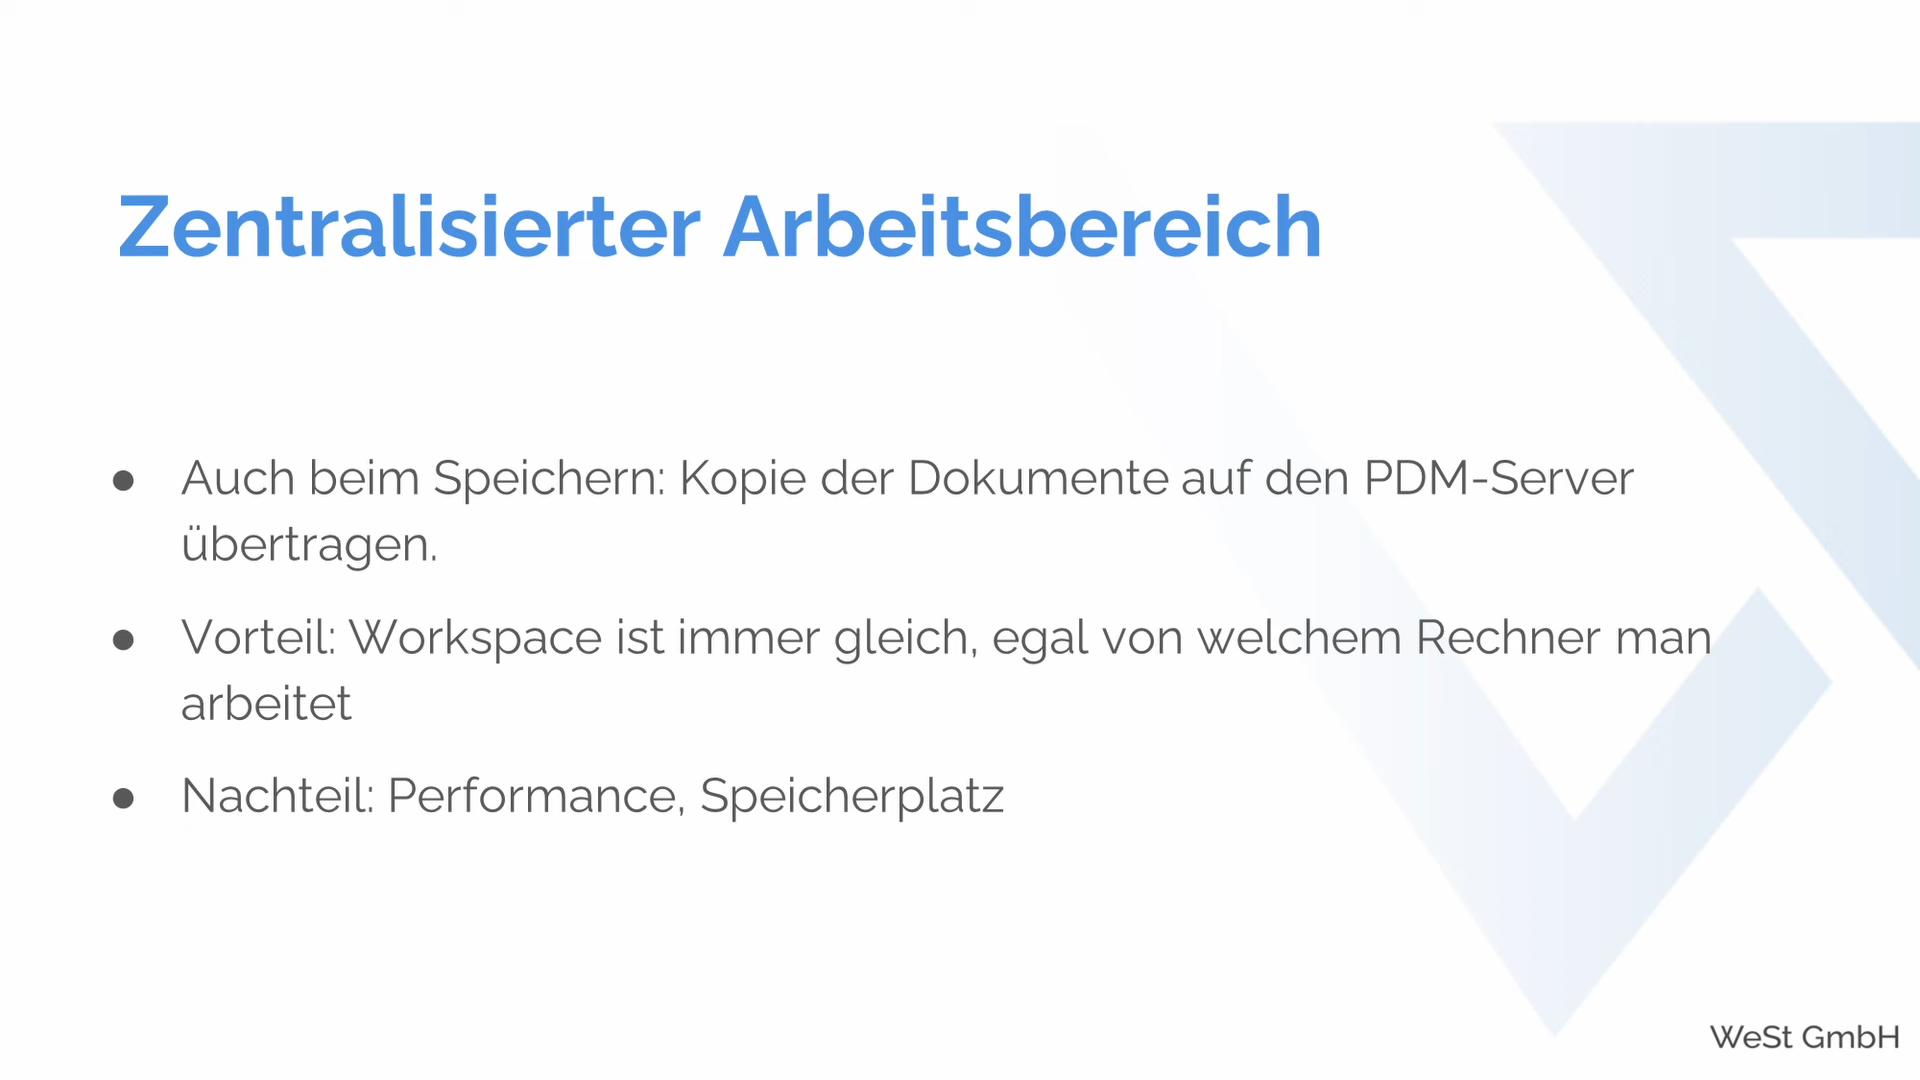 Zentralisierter Arbeitsbereich
● Auch beim Speichern: Kopie der Dokumente auf den PDM-Server
übertragen.
● Vorteil: Workspace ist immer gleich, egal von welchem Rechner man
arbeitet
● Nachteil: Performance, Speicherplatz
WeSt GmbH